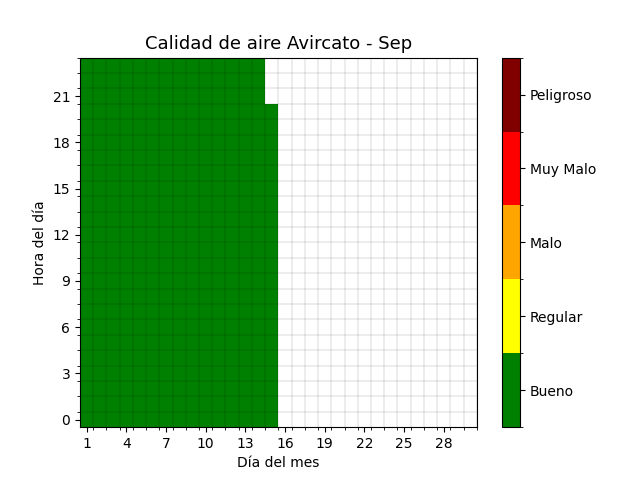 Calidad de aire Avircato - Sep
Hora del día
21
18
15
12
9
6
3
0
1 4 7 10 13 16 19 22 25 28
Día del mes
Peligroso
Muy Malo
Malo
Regular
Bueno